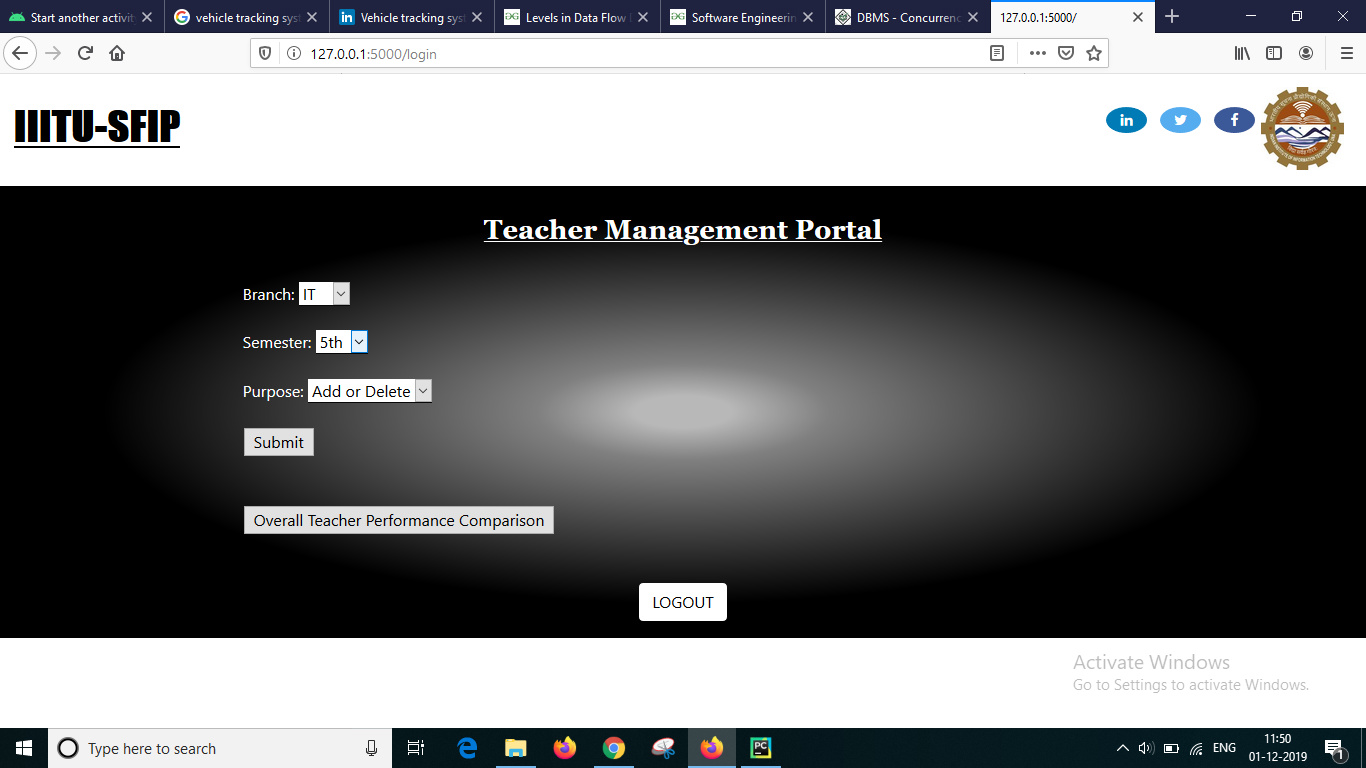 Start another activit
vehicle tracking sys
Vehicle tracking sys
Levels in Data Flow D
Software Engineerin
DBMS - Concurrenc
127.0.0.1:5000/
127.0.0.1:5000/login
IIITU-SFIP
Teacher Management Portal
Branch: IT
Semester: 5th
Purpose: Add or Delete
Submit
Overall Teacher Performance Comparison
LOGOUT
Activate Windows
Go to Settings to activate Windows.
Type here to search
ENG
11:50
01-12-2019
1